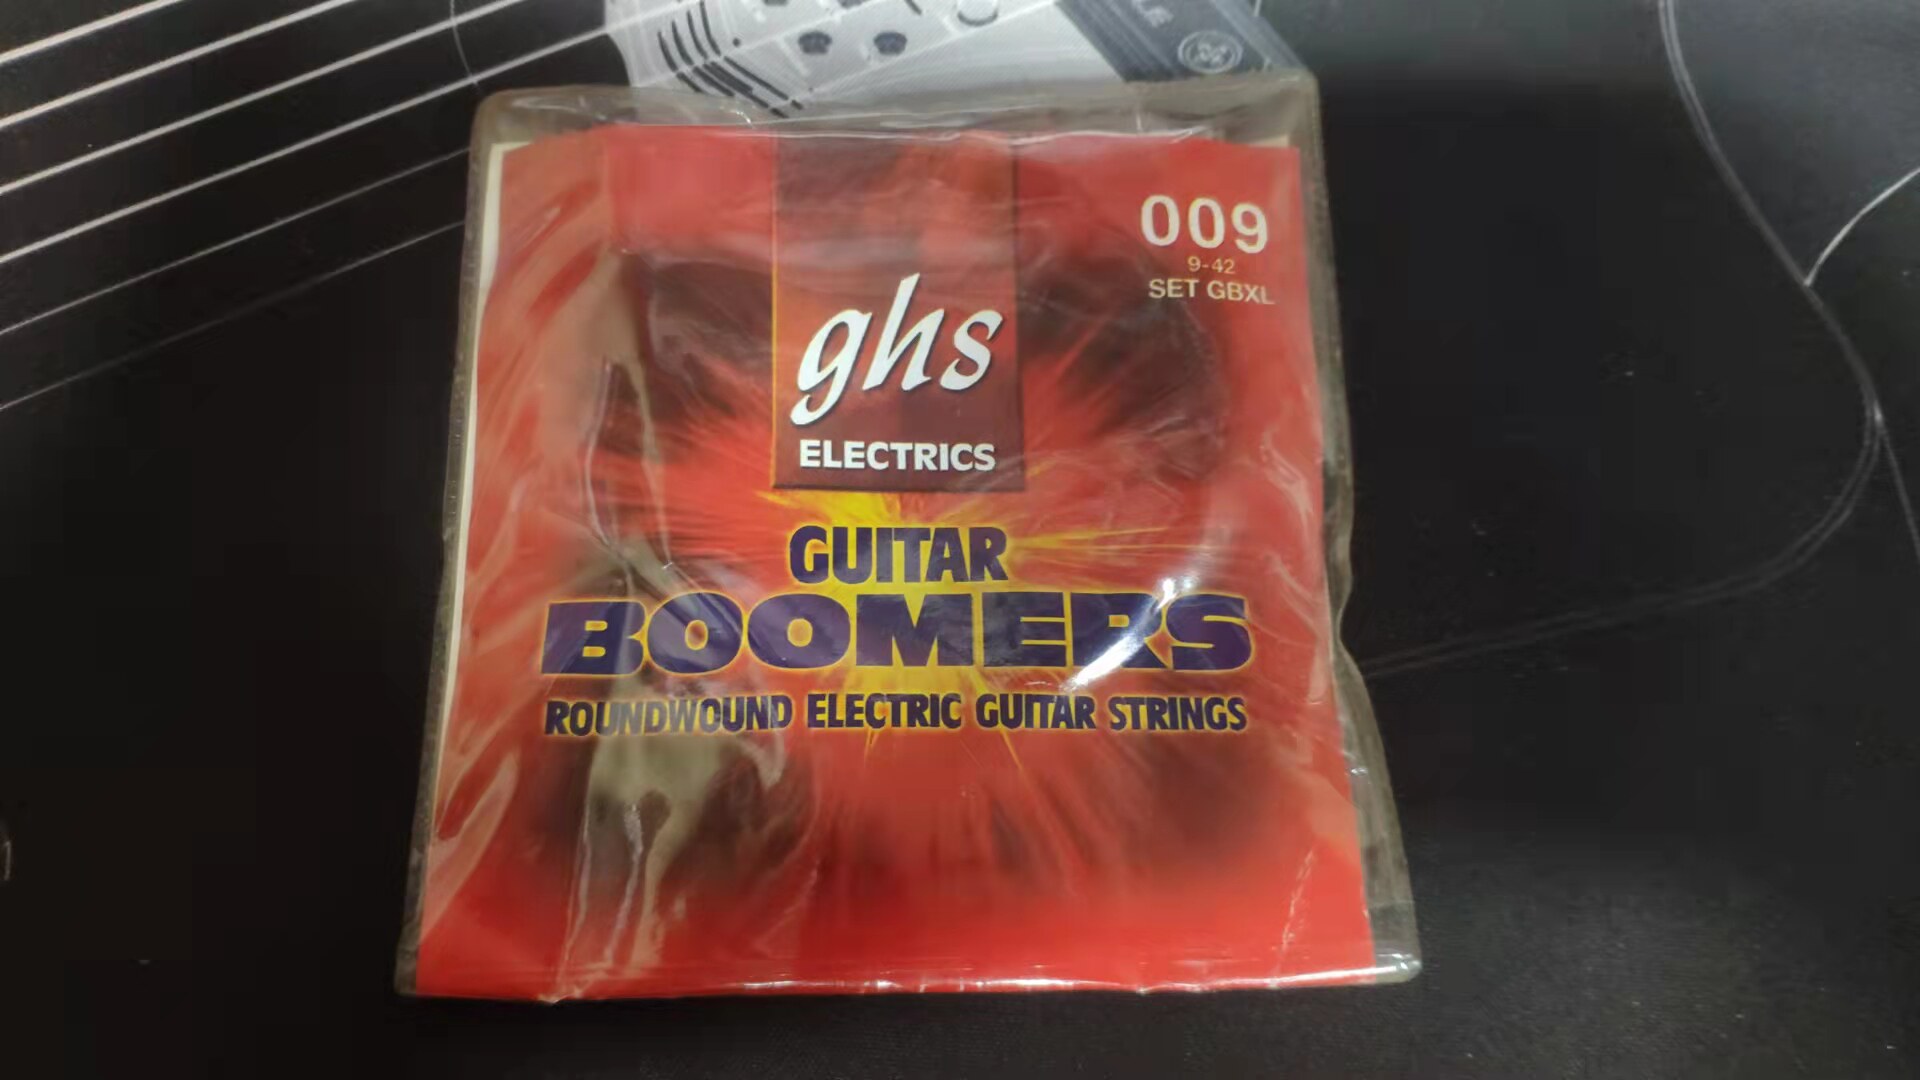 009
9-42
SET GBXL
ghs
ELECTRICS
GUITAR
BOOMERS
ROUNDWOUND ELECTRIC GUITAR STRINGS